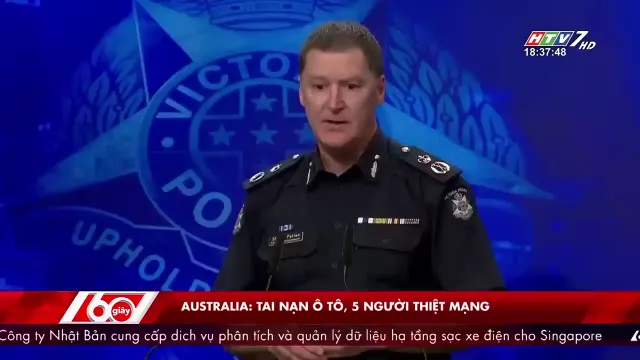 HTV7 HD
18:37:48
VICTORIA
POLICE
UPHOLD
Patton
60 giây
AUSTRALIA: TAI NẠN Ô TÔ, 5 NGƯỜI THIỆT MẠNG
Công ty Nhật Bản cung cấp dich vụ phân tích và quản lý dữ liệu hạ tầng sạc xe điện cho Singapore